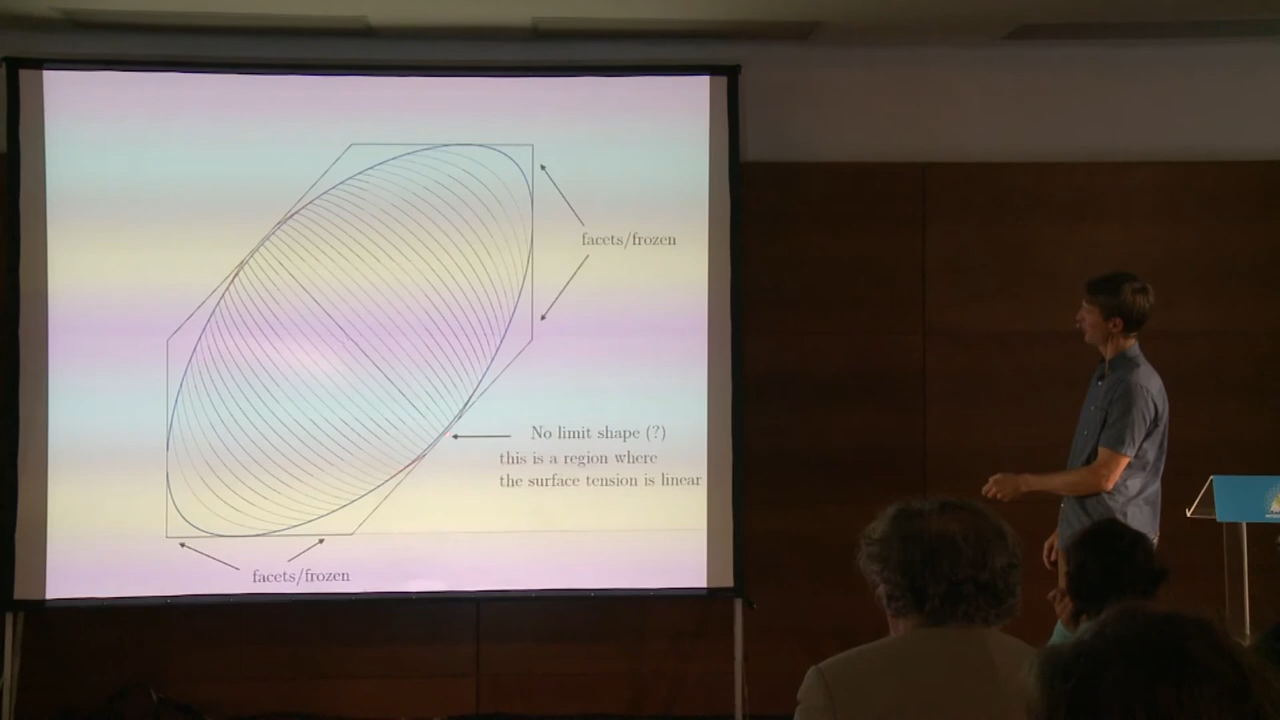 facets/frozen
No limit shape (?)
this is a region where
the surface tension is linear
facets/frozen